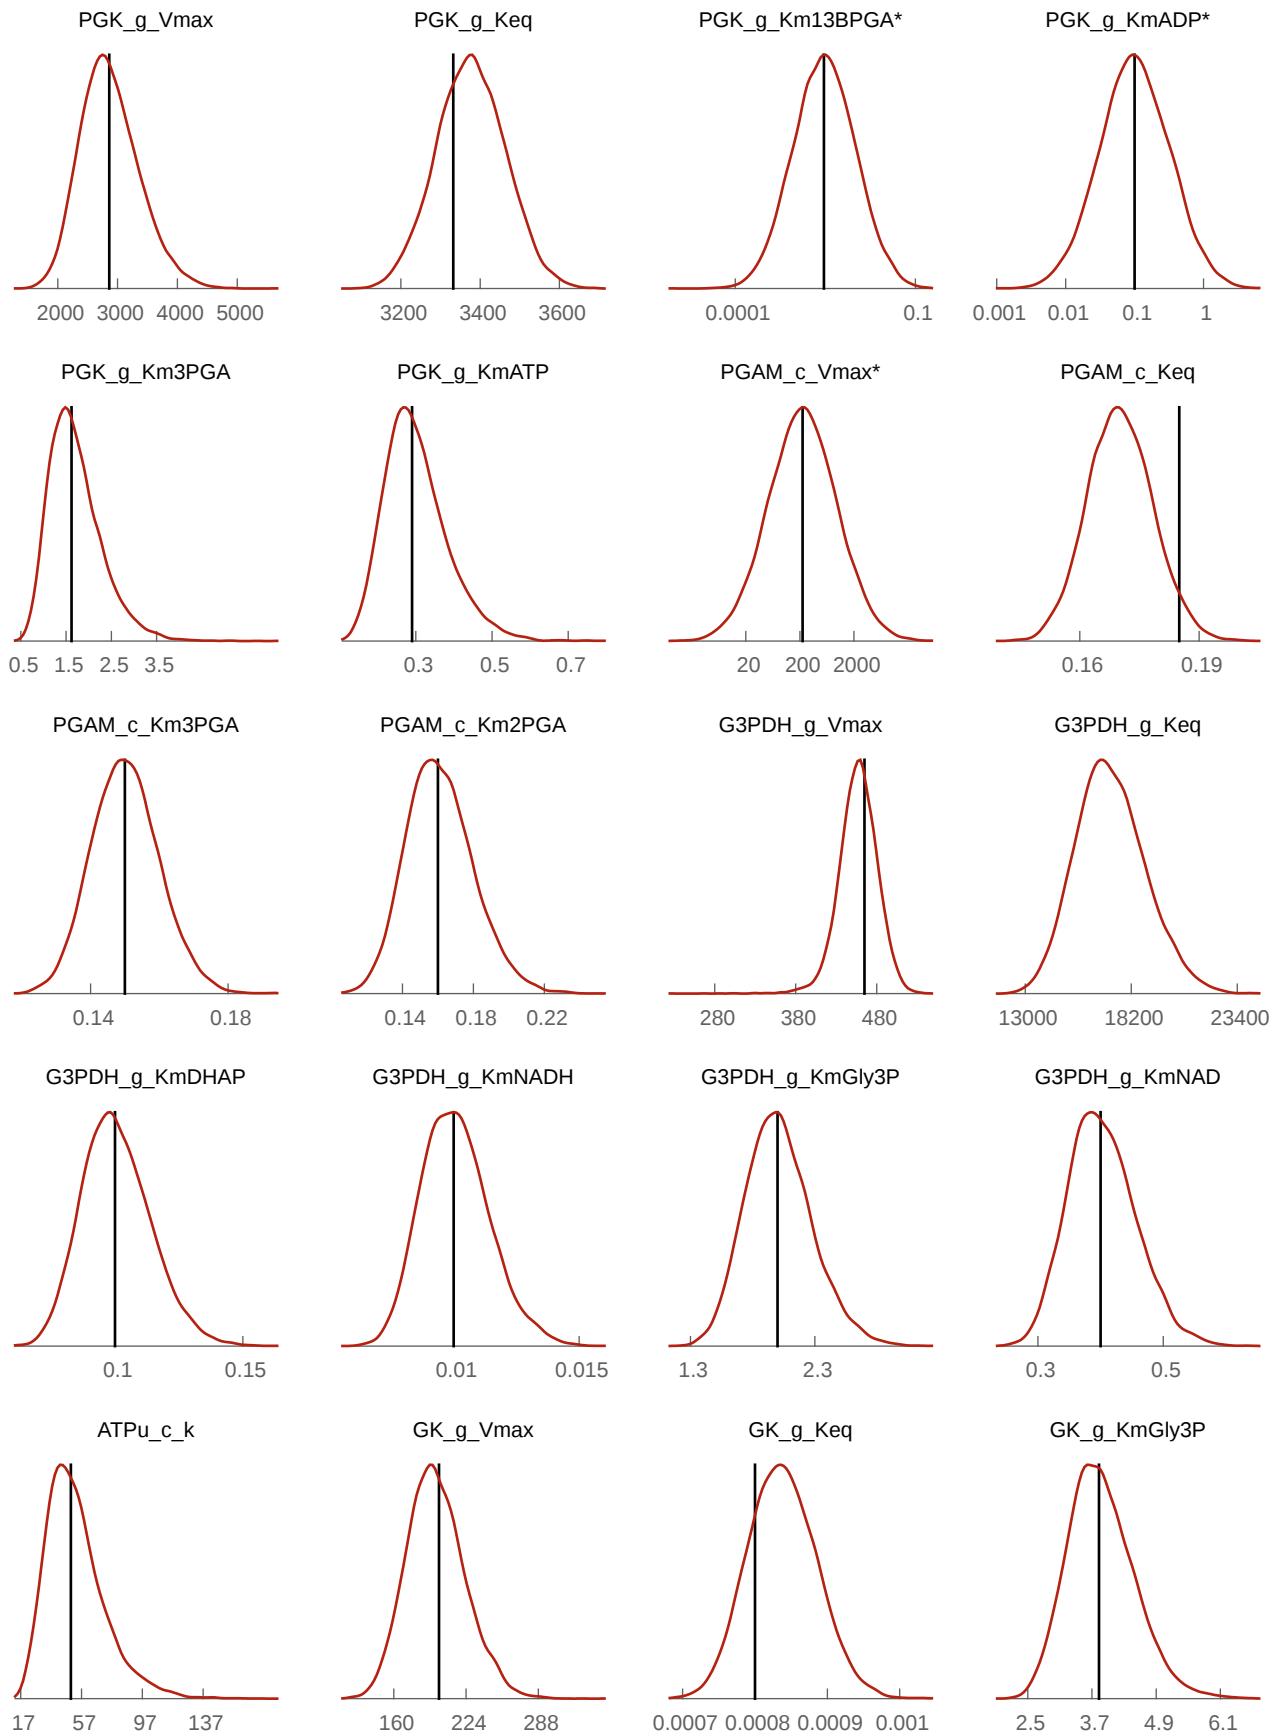 PGK_g_Vmax PGK_g_Keq PGK_g_Km13BPGA* PGK_g_KmADP*
2000 3000 4000 5000 3200 3400 3600 0.0001 0.1 0.001 0.01 0.1 1
PGK_g_Km3PGA PGK_g_KmATP PGAM_c_Vmax* PGAM_c_Keq
0.5 1.5 2.5 3.5 0.3 0.5 0.7 20 200 2000 0.16 0.19
PGAM_c_Km3PGA PGAM_c_Km2PGA G3PDH_g_Vmax G3PDH_g_Keq
0.14 0.18 0.14 0.18 0.22 280 380 480 13000 18200 23400
G3PDH_g_KmDHAP G3PDH_g_KmNADH G3PDH_g_KmGly3P G3PDH_g_KmNAD
0.1 0.15 0.01 0.015 1.3 2.3 0.3 0.5
ATPu_c_k GK_g_Vmax GK_g_Keq GK_g_KmGly3P
17 57 97 137 160 224 288 0.0007 0.0008 0.0009 0.001 2.5 3.7 4.9 6.1